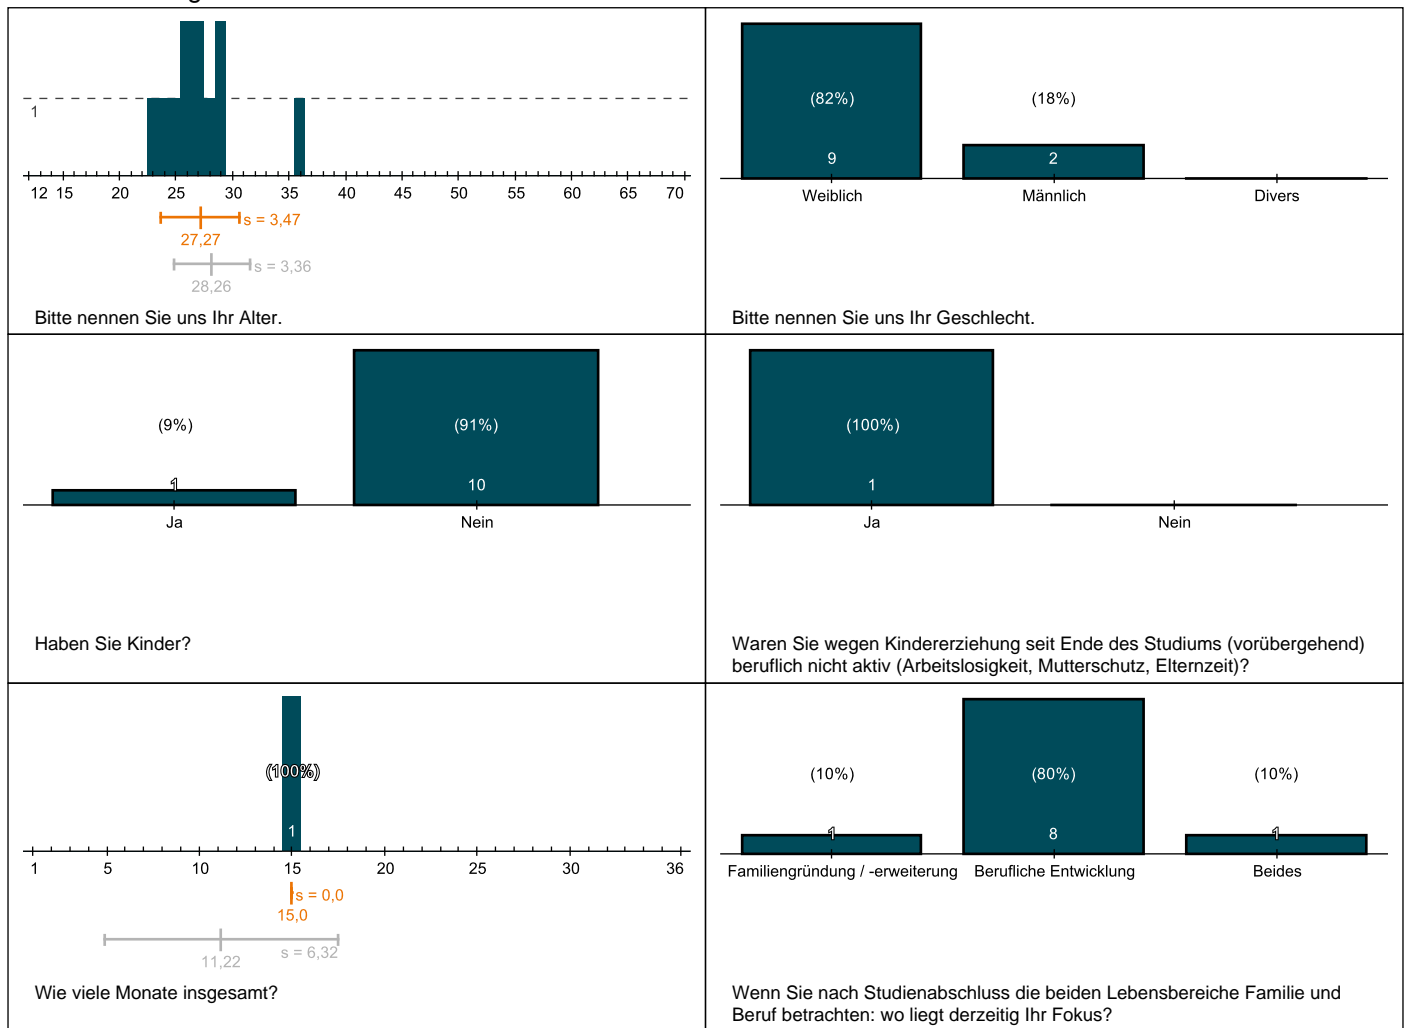 1
12 15 20 25 30 35 40 45 50 55 60 65 70
s = 3,47
27,27
s = 3,36
28,26
Bitte nennen Sie uns Ihr Alter.
(82%) (18%)
9 2
Weiblich Männlich Divers
Bitte nennen Sie uns Ihr Geschlecht.
(9%) (91%)
1 10
Ja Nein
Haben Sie Kinder?
(100%)
1
Ja Nein
Waren Sie wegen Kindererziehung seit Ende des Studiums (vorübergehend)
beruflich nicht aktiv (Arbeitslosigkeit, Mutterschutz, Elternzeit)?
(100%)
1
1 5 10 15 20 25 30 36
s = 0,0
15,0
s = 6,32
11,22
Wie viele Monate insgesamt?
(10%) (80%) (10%)
1 8 1
Familiengründung / -erweiterung Berufliche Entwicklung Beides
Wenn Sie nach Studienabschluss die beiden Lebensbereiche Familie und
Beruf betrachten: wo liegt derzeitig Ihr Fokus?